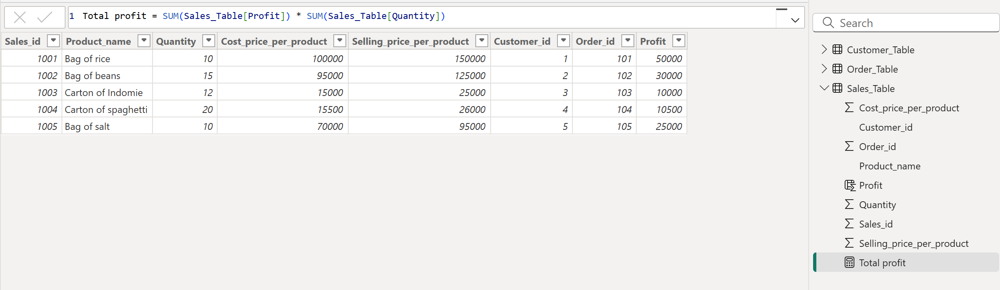 1 Total profit = SUM(Sales_Table[Profit]) * SUM(Sales_Table[Quantity])
Sales_id Product_name Quantity Cost_price_per_product Selling_price_per_product Customer_id Order_id Profit
1001 Bag of rice 10 100000 150000 1 101 50000
1002 Bag of beans 15 95000 125000 2 102 30000
1003 Carton of Indomie 12 15000 25000 3 103 10000
1004 Carton of spaghetti 20 15500 26000 4 104 10500
1005 Bag of salt 10 70000 95000 5 105 25000
Search
Customer_Table
Order_Table
Sales_Table
Cost_price_per_product
Customer_id
Order_id
Product_name
Profit
Quantity
Sales_id
Selling_price_per_product
Total profit